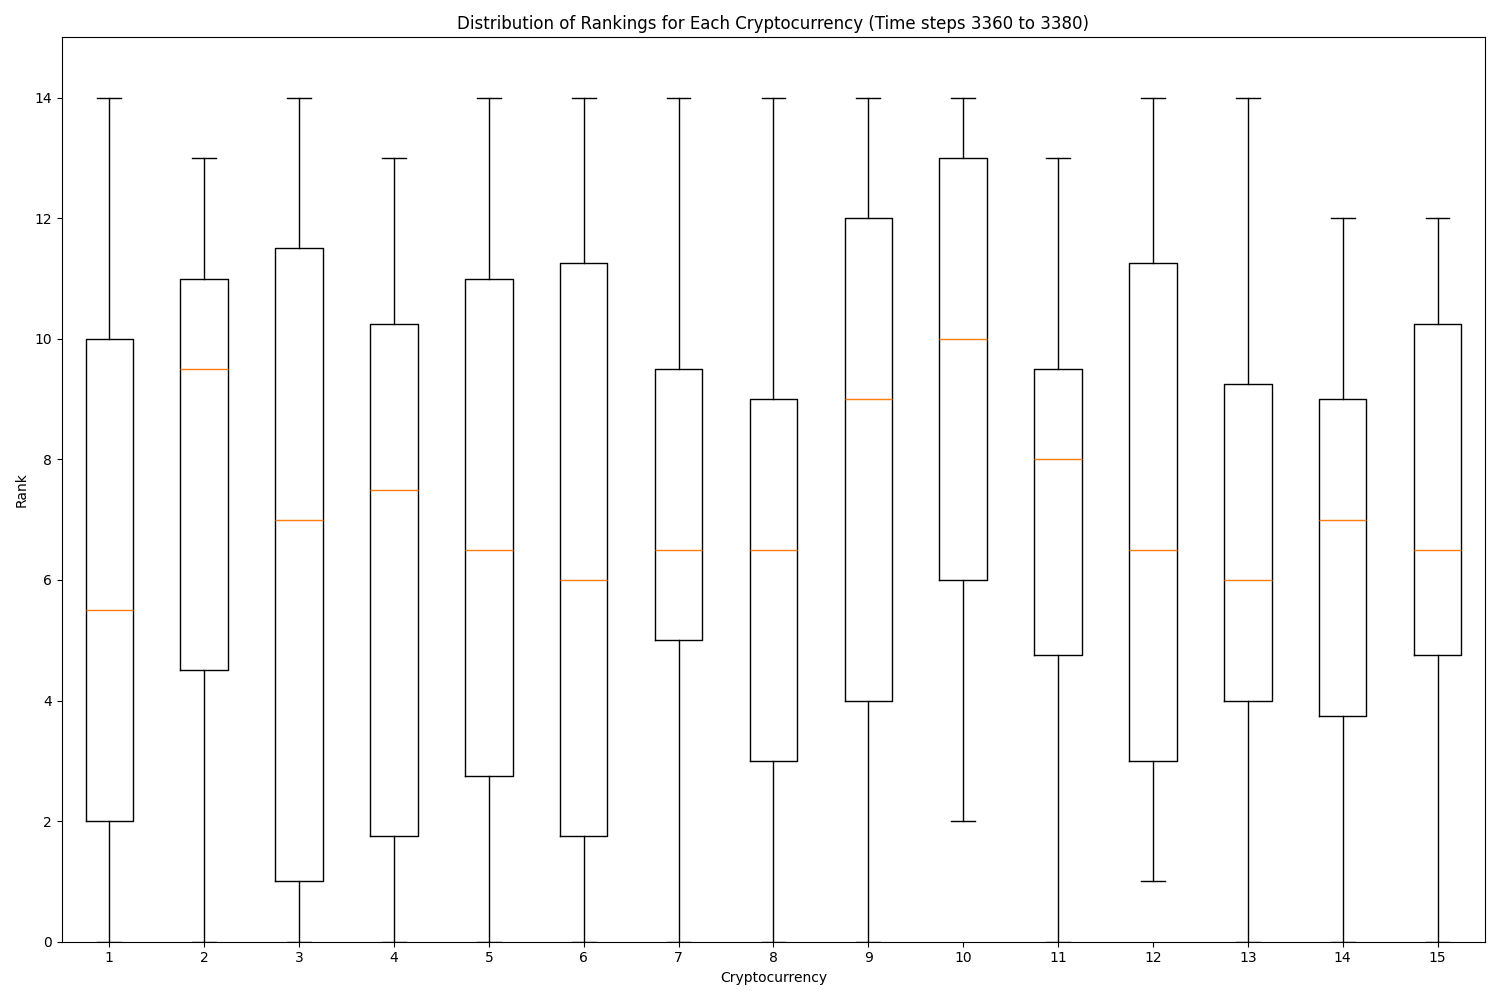 Distribution of Rankings for Each Cryptocurrency (Time steps 3360 to 3380)
14
12
10
8
6
4
2
0
Rank
1 2 3 4 5 6 7 8 9 10 11 12 13 14 15
Cryptocurrency